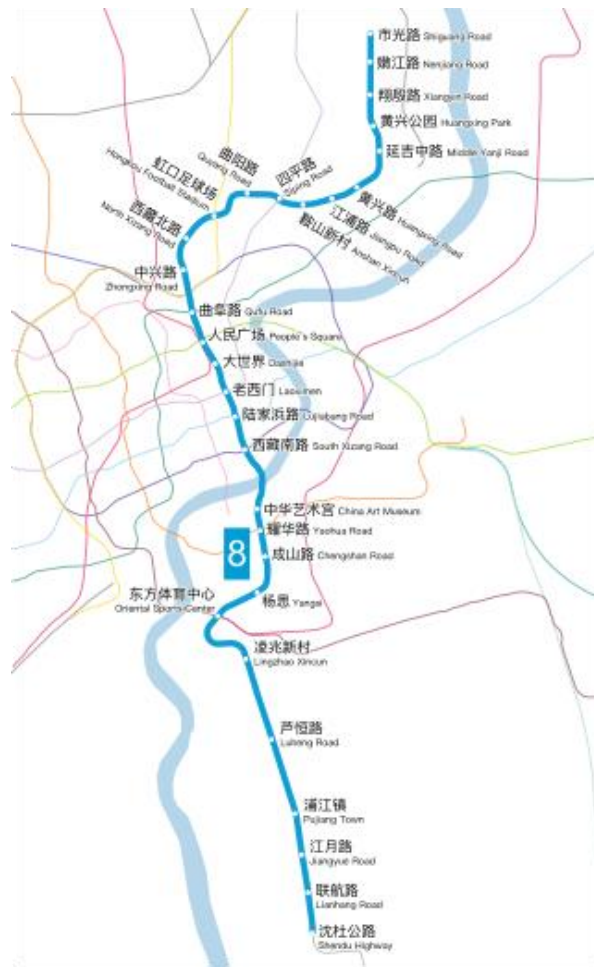 市光路 Shiguang Road
嫩江路 Nenjiang Road
翔殷路 Xiangyin Road
黄兴公园 Huangxing Park
延吉中路 Middle Yanji Road
黄兴路 Huangxing Road
江浦路 Jiangpu Road
鞍山新村 Anshan Xincun
四平路
Siping Road
曲阳路
Quyang Road
虹口足球场
Hongkou Football Stadium
西藏北路
North Xizang Road
中兴路
Zhongxing Road
曲阜路 Qufu Road
人民广场 People's Square
大世界 Dashijie
老西门 Laoximen
陆家浜路 Lujiabang Road
西藏南路 South Xizang Road
中华艺术宫 China Art Museum
耀华路 Yaohua Road
8
成山路 Chengshan Road
杨思 Yangsi
东方体育中心
Oriental Sports Center
凌兆新村
Lingzhao Xincun
芦恒路
Luheng Road
浦江镇
Pujiang Town
江月路
Jiangyue Road
联航路
Lianhang Road
沈杜公路
Shendu Highway